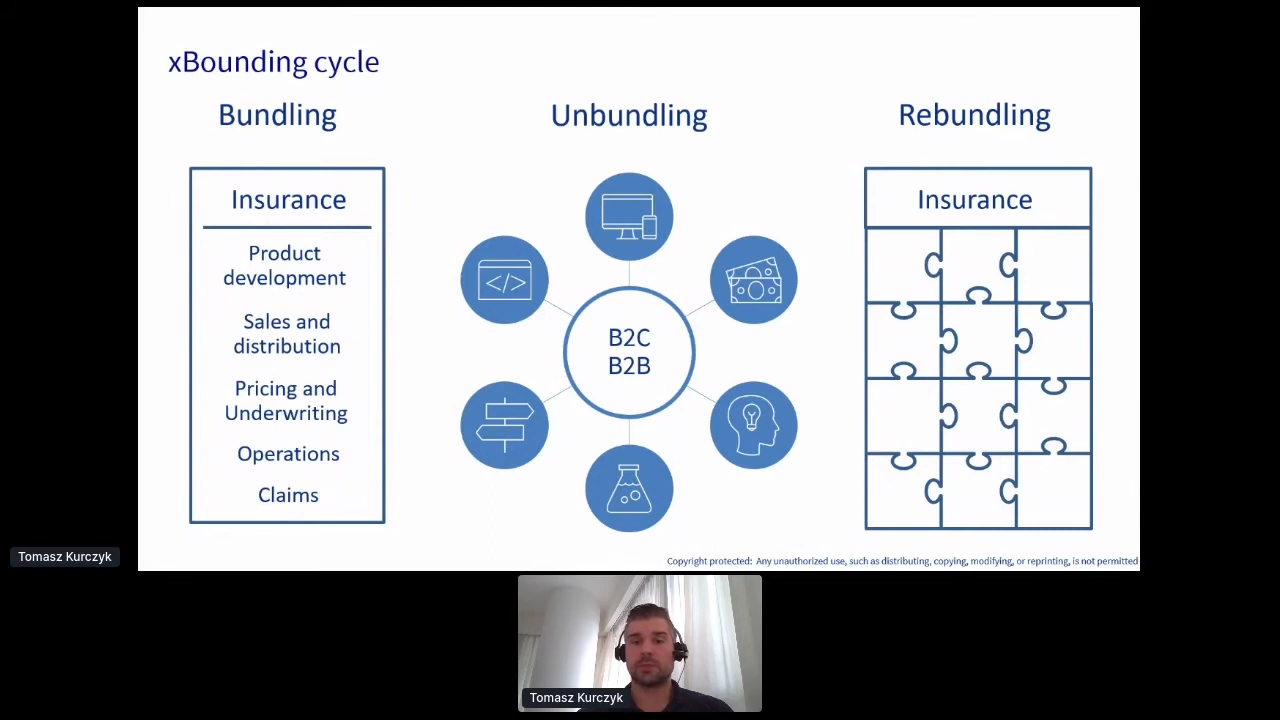 xBounding cycle
Bundling
Unbundling
Rebundling
Insurance
Product
development
Sales and
distribution
Pricing and
Underwriting
Operations
Claims
</>
B2C
B2B
Insurance
Copyright protected: Any unauthorized use, such as distributing, copying, modifying, or reprinting, is not permitted
Tomasz Kurczyk
Tomasz Kurczyk